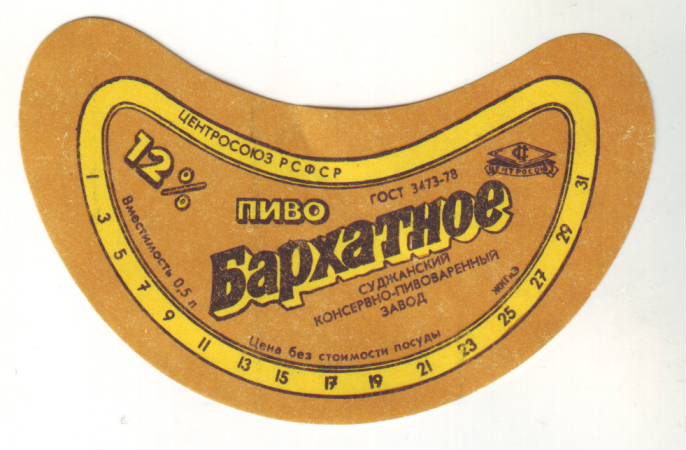 ЦЕНТРОСОЮЗ РСФСР
12%
ЦЕНТРОСОЮЗ
ГОСТ 3473-78
ПИВО
Бархатное
Вместимость 0,5 л
СУДЖАНСКИЙ
КОНСЕРВНО-ПИВОВАРЕННЫЙ
ЗАВОД
Цена без стоимости посуды
1 3 5 7 9 11 13 15 17 19 21 23 25 27 29 31